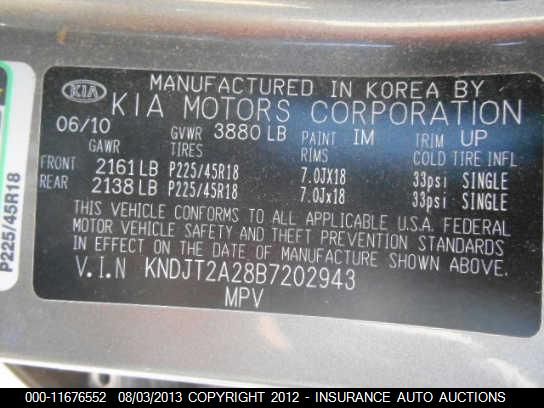 MANUFACTURED IN KOREA BY
KIA KIA MOTORS CORPORATION
06/10 GVWR 3880 LB PAINT IM TRIM UP
GAWR TIRES RIMS COLD TIRE INFL
FRONT 2161 LB P225/45R18 7.0JX18 33psi SINGLE
REAR 2138 LB P225/45R18 7.0Jx18 33psi SINGLE
THIS VEHICLE CONFORMS TO ALL APPLICABLE U.S.A. FEDERAL
MOTOR VEHICLE SAFETY AND THEFT PREVENTION STANDARDS
IN EFFECT ON THE DATE OF MANUFACTURE SHOWN ABOVE.
V.I.N KNDJT2A28B7202943
MPV
P225/45R18
000-11676552 08/03/2013 COPYRIGHT 2012 - INSURANCE AUTO AUCTIONS